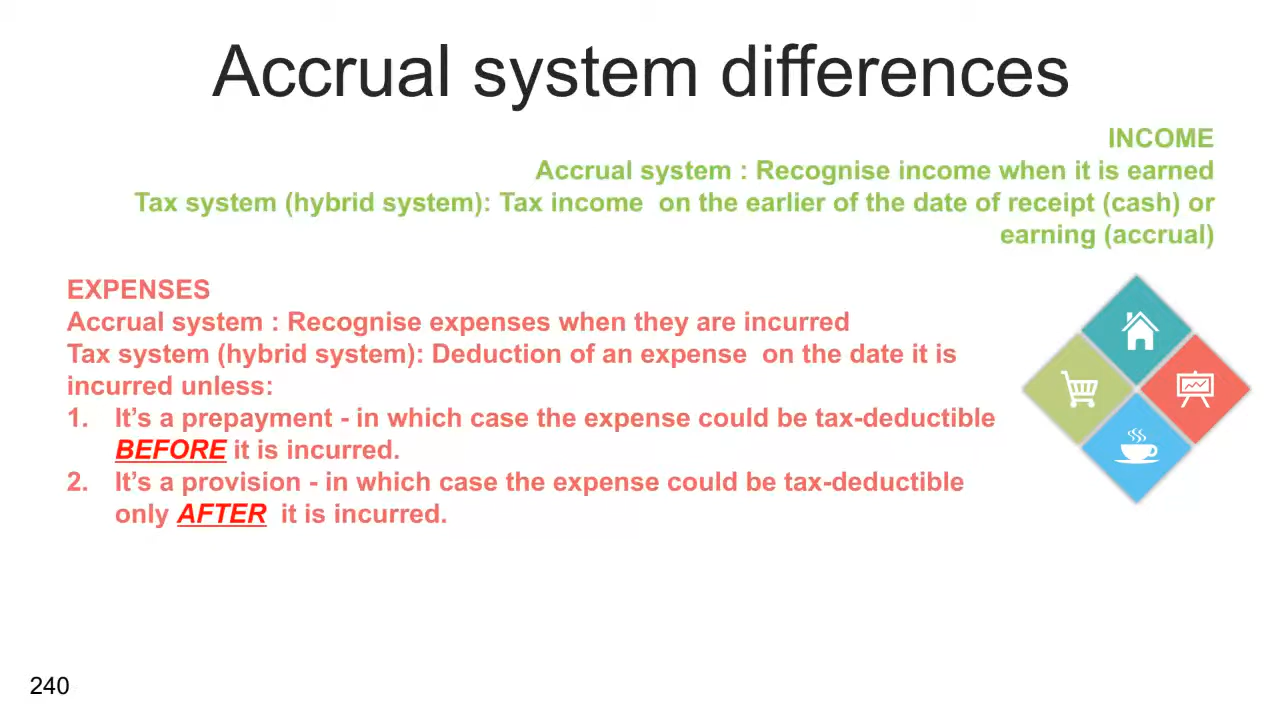 Accrual system differences
INCOME
Accrual system : Recognise income when it is earned
Tax system (hybrid system): Tax income  on the earlier of the date of receipt (cash) or
earning (accrual)
EXPENSES
Accrual system : Recognise expenses when they are incurred
Tax system (hybrid system): Deduction of an expense  on the date it is
incurred unless:
1. It’s a prepayment - in which case the expense could be tax-deductible
BEFORE it is incurred.
2. It’s a provision - in which case the expense could be tax-deductible
only AFTER  it is incurred.
240